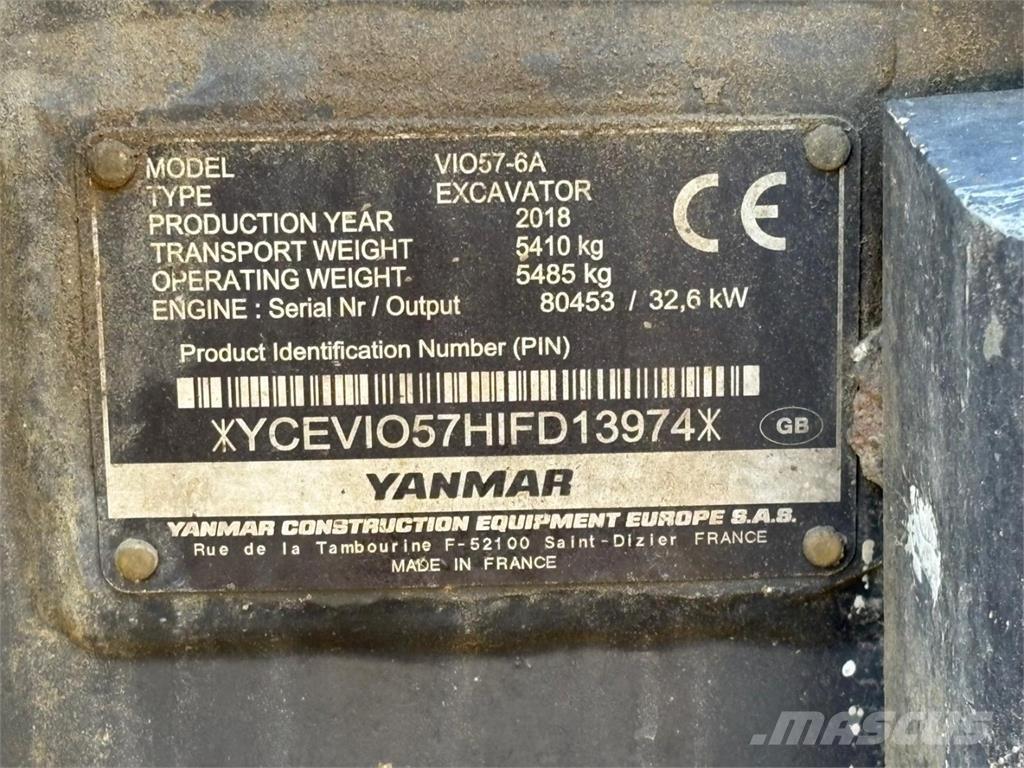 MODEL VIO57-6A
TYPE EXCAVATOR
PRODUCTION YEAR 2018
TRANSPORT WEIGHT 5410 kg
OPERATING WEIGHT 5485 kg
ENGINE : Serial Nr / Output 80453 / 32,6 kW
CE
Product Identification Number (PIN)
*YCEVIO57HIFD13974*
GB
YANMAR
YANMAR CONSTRUCTION EQUIPMENT EUROPE S.A.S.
Rue de la Tambourine F-52100 Saint-Dizier FRANCE
MADE IN FRANCE
MASCUS